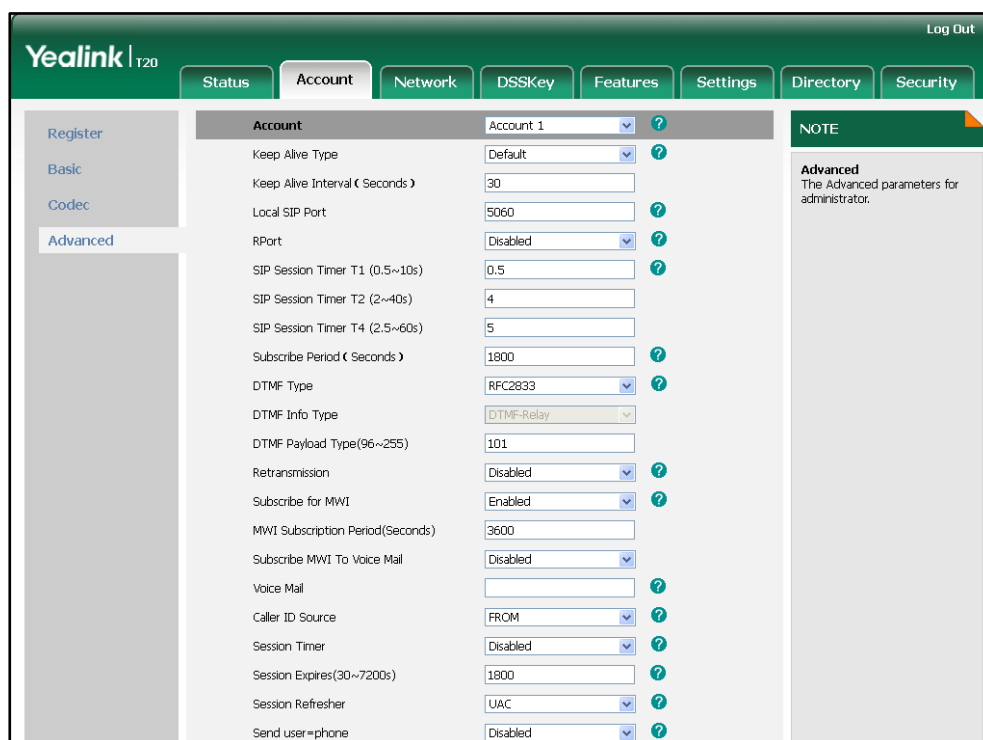 Log Out
Yealink T20
Status Account Network DSSKey Features Settings Directory Security
Register
Basic
Codec
Advanced
Account Account 1 ?
Keep Alive Type Default ?
Keep Alive Interval ( Seconds ) 30
Local SIP Port 5060 ?
RPort Disabled ?
SIP Session Timer T1 (0.5~10s) 0.5 ?
SIP Session Timer T2 (2~40s) 4
SIP Session Timer T4 (2.5~60s) 5
Subscribe Period ( Seconds ) 1800 ?
DTMF Type RFC2833 ?
DTMF Info Type DTMF-Relay
DTMF Payload Type(96~255) 101
Retransmission Disabled ?
Subscribe for MWI Enabled ?
MWI Subscription Period(Seconds) 3600
Subscribe MWI To Voice Mail Disabled
Voice Mail ?
Caller ID Source FROM ?
Session Timer Disabled ?
Session Expires(30~7200s) 1800 ?
Session Refresher UAC ?
Send user=phone Disabled ?
NOTE
Advanced
The Advanced parameters for
administrator.